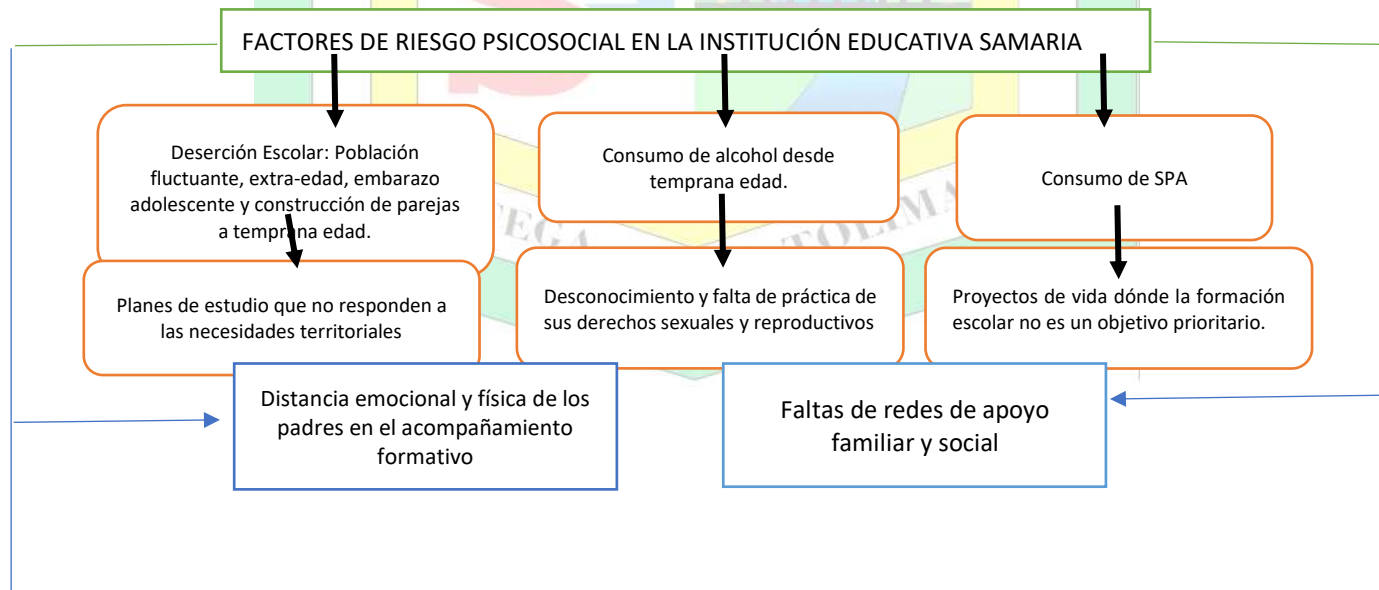 FACTORES DE RIESGO PSICOSOCIAL EN LA INSTITUCIÓN EDUCATIVA SAMARIA
Deserción Escolar: Población
fluctuante, extra-edad, embarazo
adolescente y construcción de parejas
a temprana edad.
Consumo de alcohol desde
temprana edad.
Consumo de SPA
TOLIMA
Planes de estudio que no responden a
las necesidades territoriales
Desconocimiento y falta de práctica de
sus derechos sexuales y reproductivos
Proyectos de vida dónde la formación
escolar no es un objetivo prioritario.
Distancia emocional y física de los
padres en el acompañamiento
formativo
Faltas de redes de apoyo
familiar y social